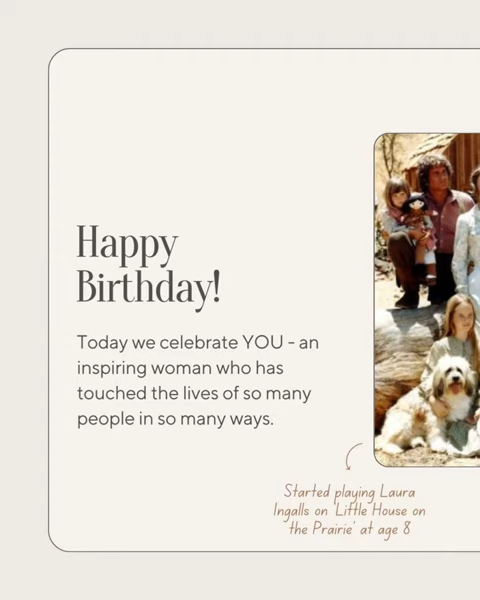 Happy
Birthday!
Today we celebrate YOU - an
inspiring woman who has
touched the lives of so many
people in so many ways.
Started playing Laura
Ingalls on 'Little House on
the Prairie' at age 8